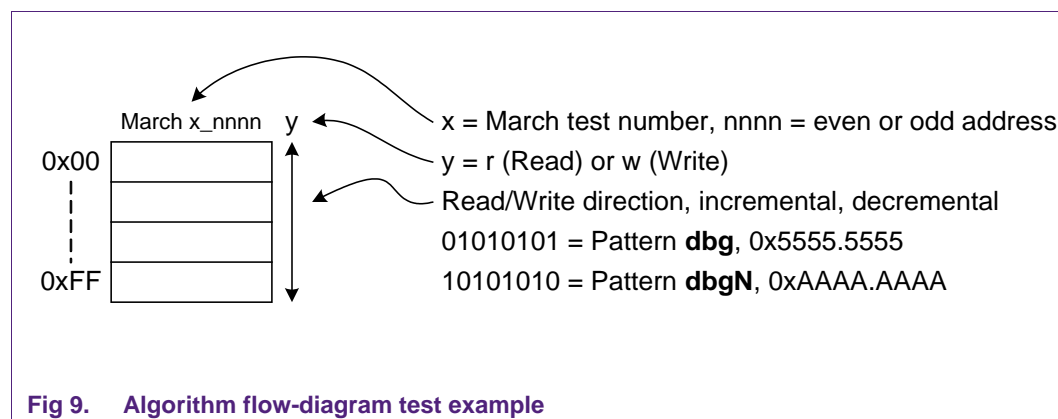 March x_nnnn y
x = March test number, nnnn = even or odd address
0x00
y = r (Read) or w (Write)
Read/Write direction, incremental, decremental
01010101 = Pattern dbg, 0x5555.5555
0xFF
10101010 = Pattern dbgN, 0xAAAA.AAAA
Fig 9. Algorithm flow-diagram test example